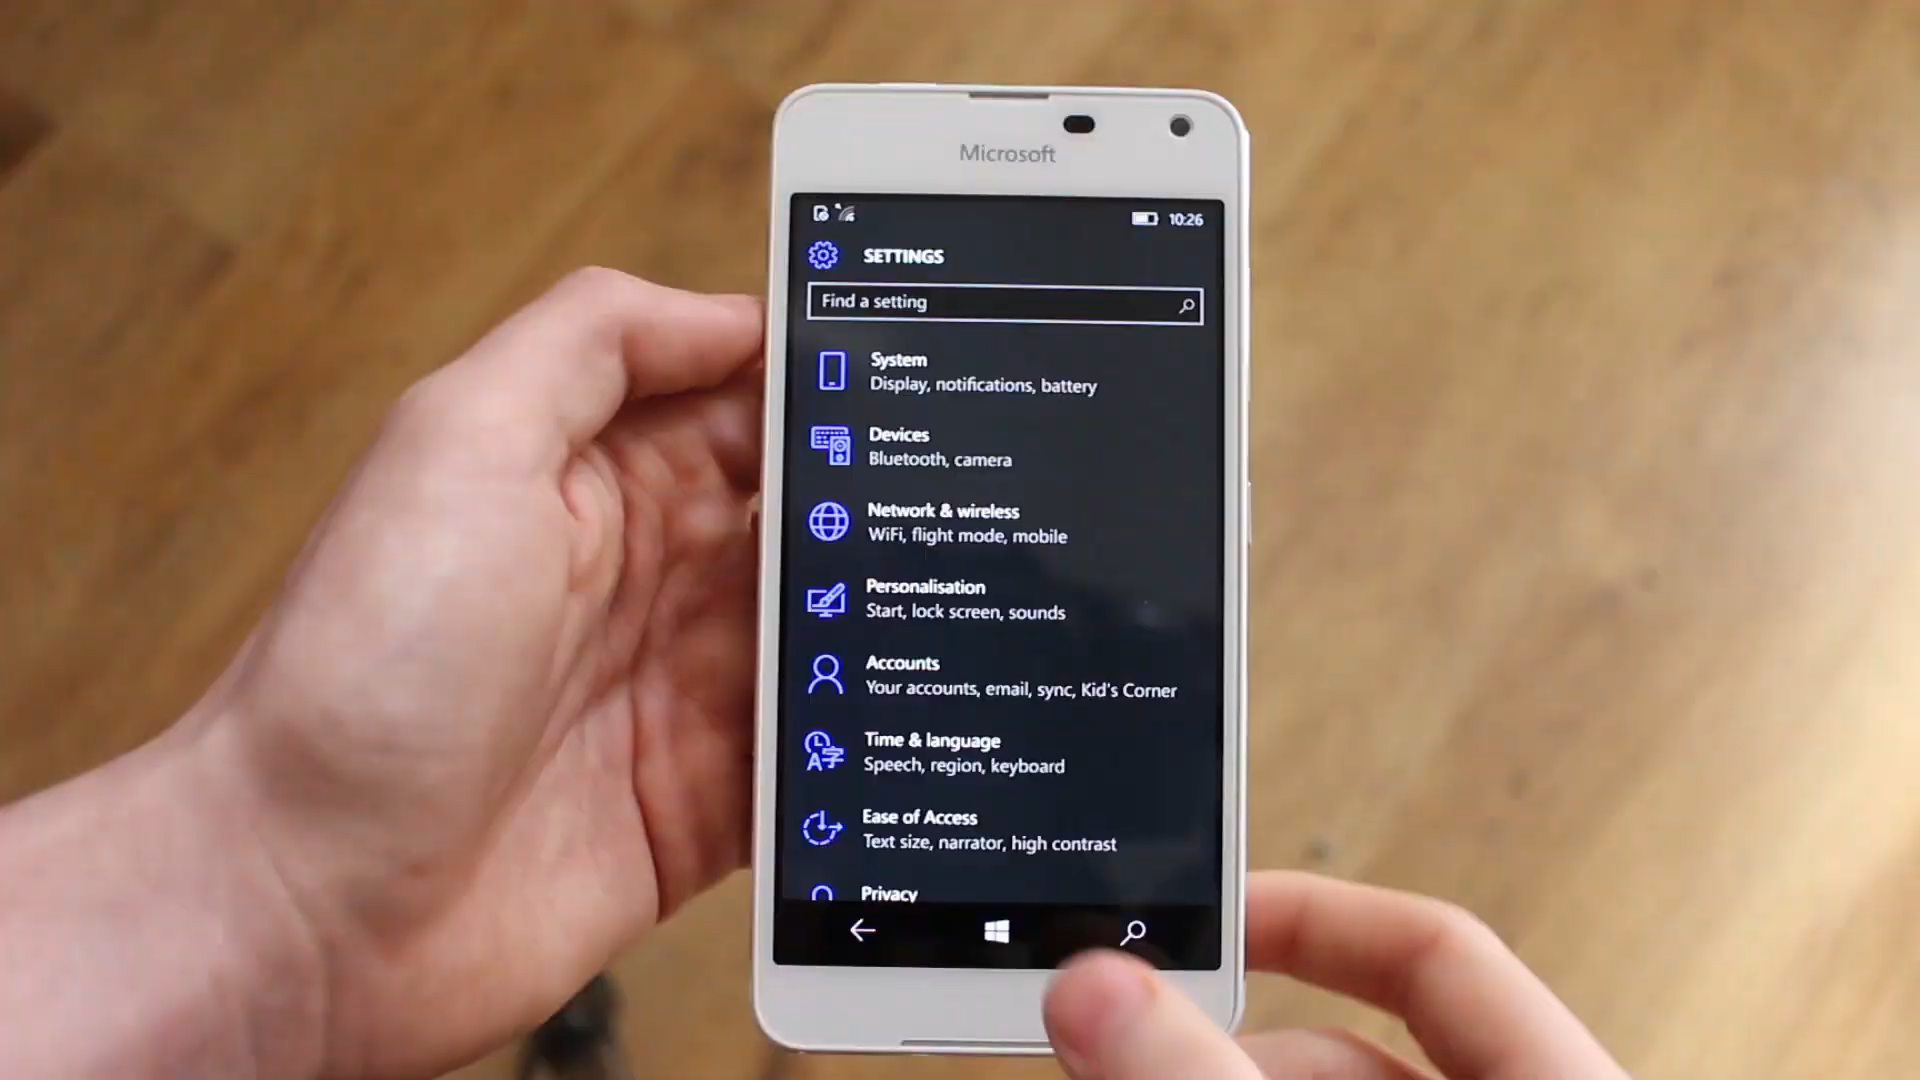 Microsoft
10:26
SETTINGS
Find a setting
System
Display, notifications, battery
Devices
Bluetooth, camera
Network & wireless
WiFi, flight mode, mobile
Personalisation
Start, lock screen, sounds
Accounts
Your accounts, email, sync, Kid's Corner
Time & language
Speech, region, keyboard
Ease of Access
Text size, narrator, high contrast
Privacy